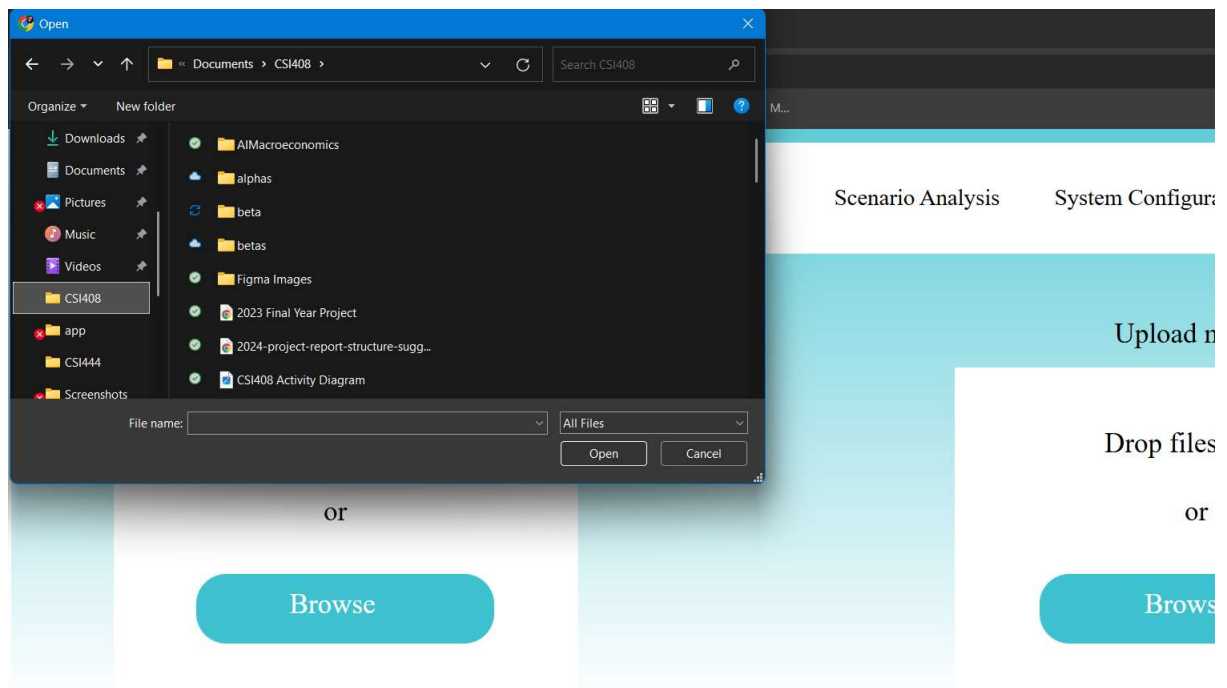 Open
« Documents › CSI408 ›
Search CSI408
Organize
New folder
M...
Downloads
Documents
Pictures
Music
Videos
CSI408
app
CSI444
Screenshots
AIMacroeconomics
alphas
beta
betas
Figma Images
2023 Final Year Project
2024-project-report-structure-sugg...
CSI408 Activity Diagram
File name:
All Files
Open
Cancel
Scenario Analysis
System Configura
Upload
Drop files
or
or
Browse
Brows